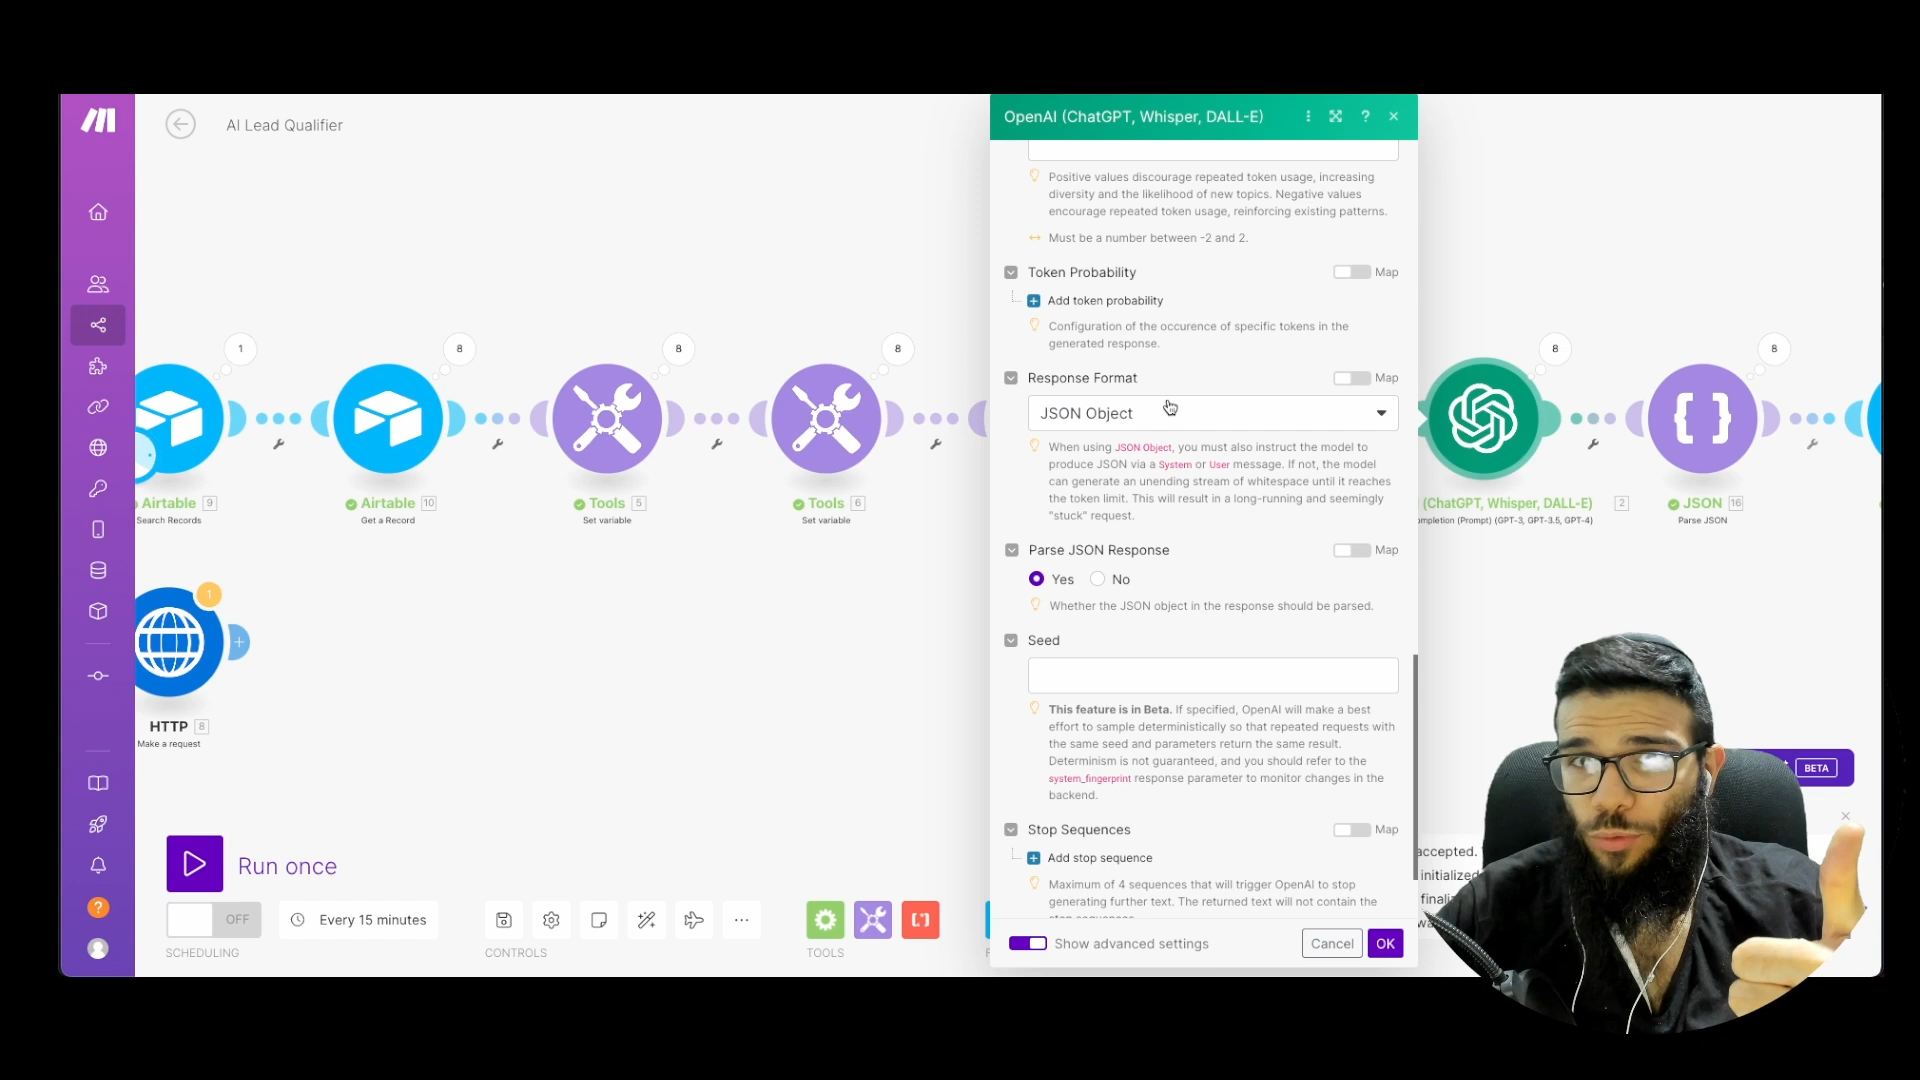 AI Lead Qualifier
OpenAI (ChatGPT, Whisper, DALL-E)
?
Positive values discourage repeated token usage, increasing
diversity and the likelihood of new topics. Negative values
encourage repeated token usage, reinforcing existing patterns.
Must be a number between -2 and 2.
Token Probability
Map
Add token probability
Configuration of the occurence of specific tokens in the
generated response.
Response Format
Map
JSON Object
When using JSON Object, you must also instruct the model to
produce JSON via a System or User message. If not, the model
can generate an unending stream of whitespace until it reaches
the token limit. This will result in a long-running and seemingly
"stuck" request.
Parse JSON Response
Map
Yes
No
Whether the JSON object in the response should be parsed.
Seed
This feature is in Beta. If specified, OpenAI will make a best
effort to sample deterministically so that repeated requests with
the same seed and parameters return the same result.
Determinism is not guaranteed, and you should refer to the
system_fingerprint response parameter to monitor changes in the
backend.
Stop Sequences
Map
Add stop sequence
Maximum of 4 sequences that will trigger OpenAI to stop
generating further text. The returned text will not contain the
Show advanced settings
Cancel
OK
1
8
8
8
8
8
Airtable 9
Search Records
Airtable 10
Get a Record
Tools 5
Set variable
Tools 6
Set variable
(ChatGPT, Whisper, DALL-E) 2
ompletion (Prompt) (GPT-3, GPT-3.5, GPT-4)
JSON 16
Parse JSON
1
HTTP 8
Make a request
BETA
accepted.
initialized
Run once
OFF
Every 15 minutes
SCHEDULING
CONTROLS
TOOLS
?